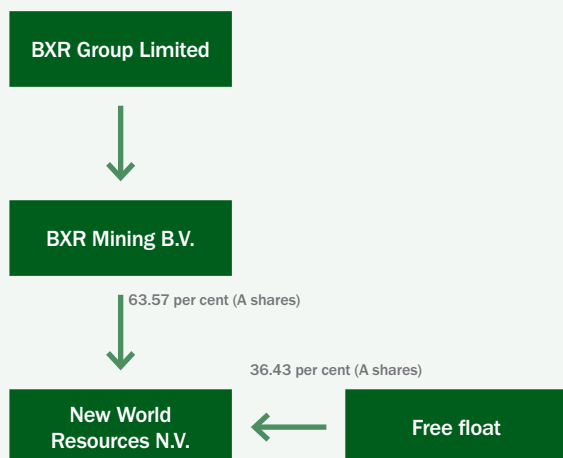 BXR Group Limited
BXR Mining B.V.
63.57 per cent (A shares)
36.43 per cent (A shares)
New World
Resources N.V.
Free float